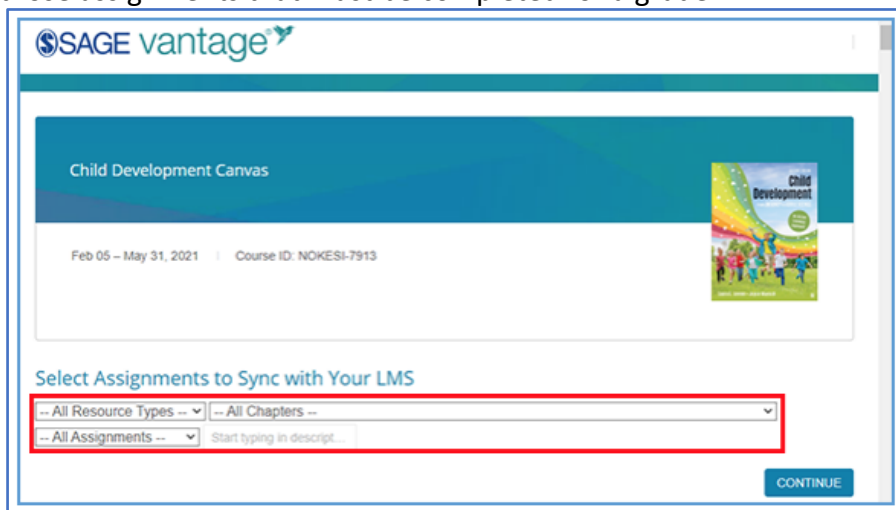 SAGE vantage
Child Development Canvas
Child
Development
Feb 05 – May 31, 2021 | Course ID: NOKESI-7913
Select Assignments to Sync with Your LMS
-- All Resource Types -- -- All Chapters --
-- All Assignments -- Start typing in descript...
CONTINUE